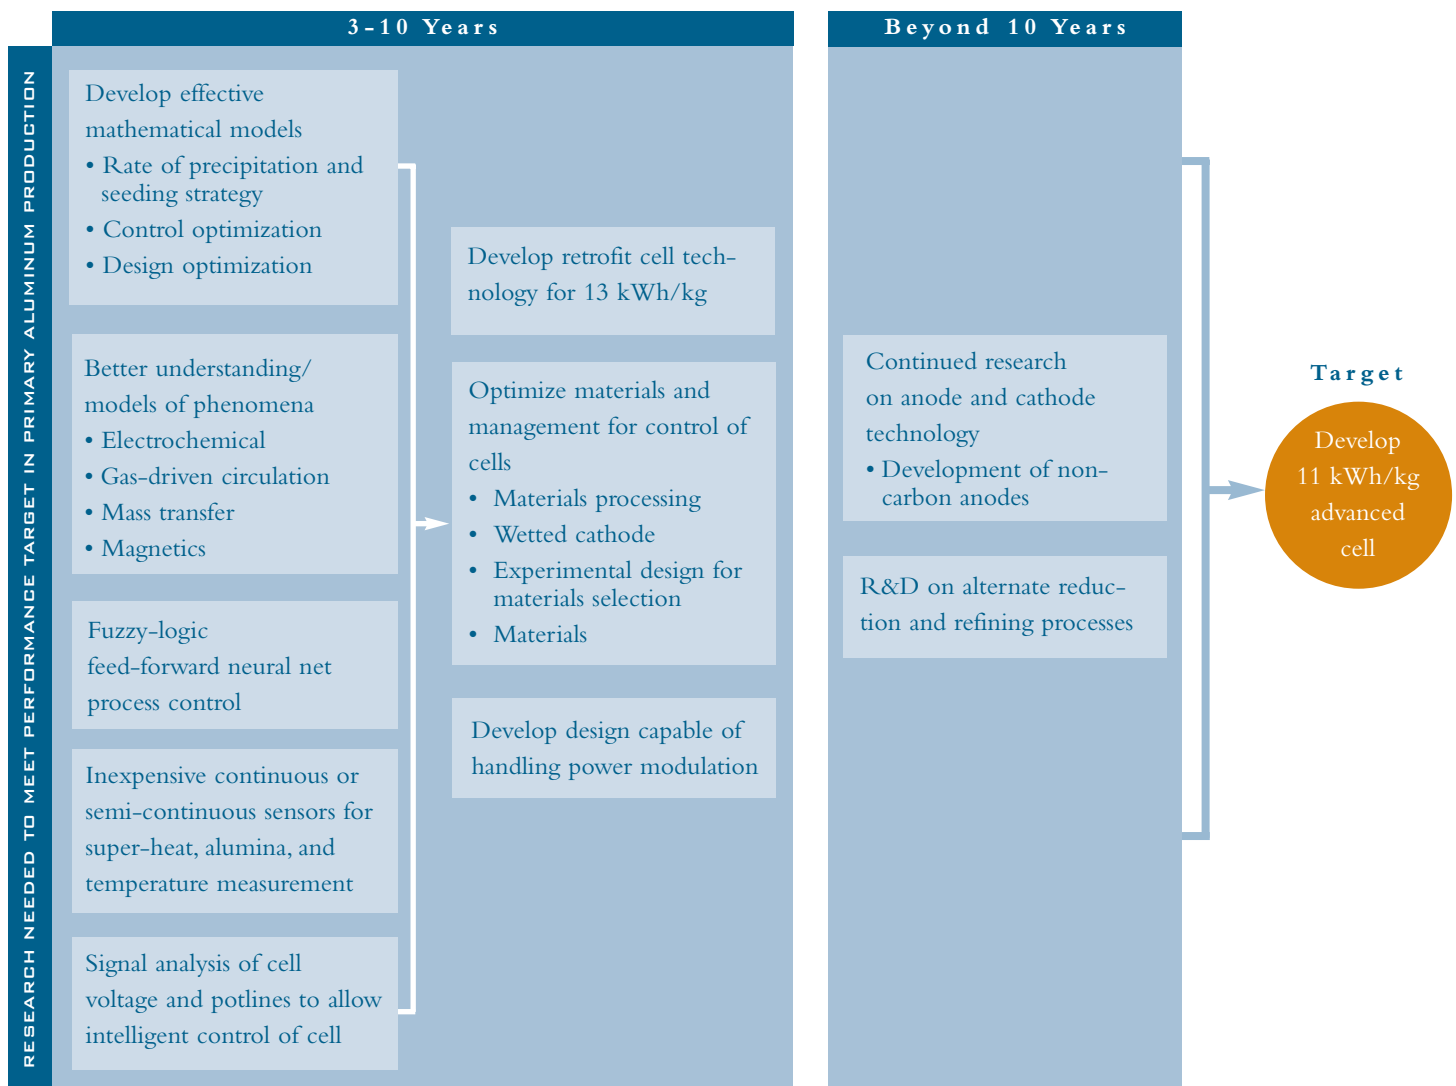 RESEARCH NEEDED TO MEET PERFORMANCE TARGET IN PRIMARY ALUMINUM PRODUCTION
3-10 Years
Develop effective
mathematical models
• Rate of precipitation and
seeding strategy
• Control optimization
• Design optimization
Better understanding/
models of phenomena
• Electrochemical
• Gas-driven circulation
• Mass transfer
• Magnetics
Fuzzy-logic
feed-forward neural net
process control
Inexpensive continuous or
semi-continuous sensors for
super-heat, alumina, and
temperature measurement
Signal analysis of cell
voltage and potlines to allow
intelligent control of cell
Develop retrofit cell tech-
nology for 13 kWh/kg
Optimize materials and
management for control of
cells
• Materials processing
• Wetted cathode
• Experimental design for
materials selection
• Materials
Develop design capable of
handling power modulation
Beyond 10 Years
Continued research
on anode and cathode
technology
• Development of non-
carbon anodes
R&D on alternate reduc-
tion and refining processes
Target
Develop
11 kWh/kg
advanced
cell